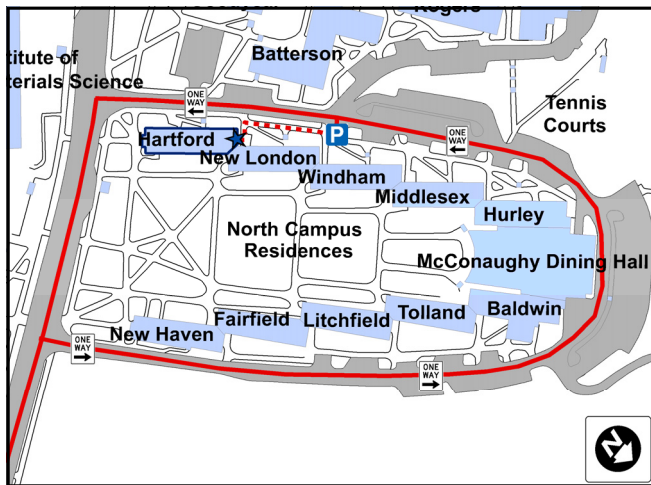 Rogers
Batterson
titute of
terials Science
ONE
WAY
Tennis
Courts
P
ONE
WAY
Hartford
New London
Windham
Middlesex
Hurley
North Campus
Residences
McConaughy Dining Hall
New Haven
Fairfield
Litchfield
Tolland
Baldwin
ONE
WAY
ONE
WAY
N